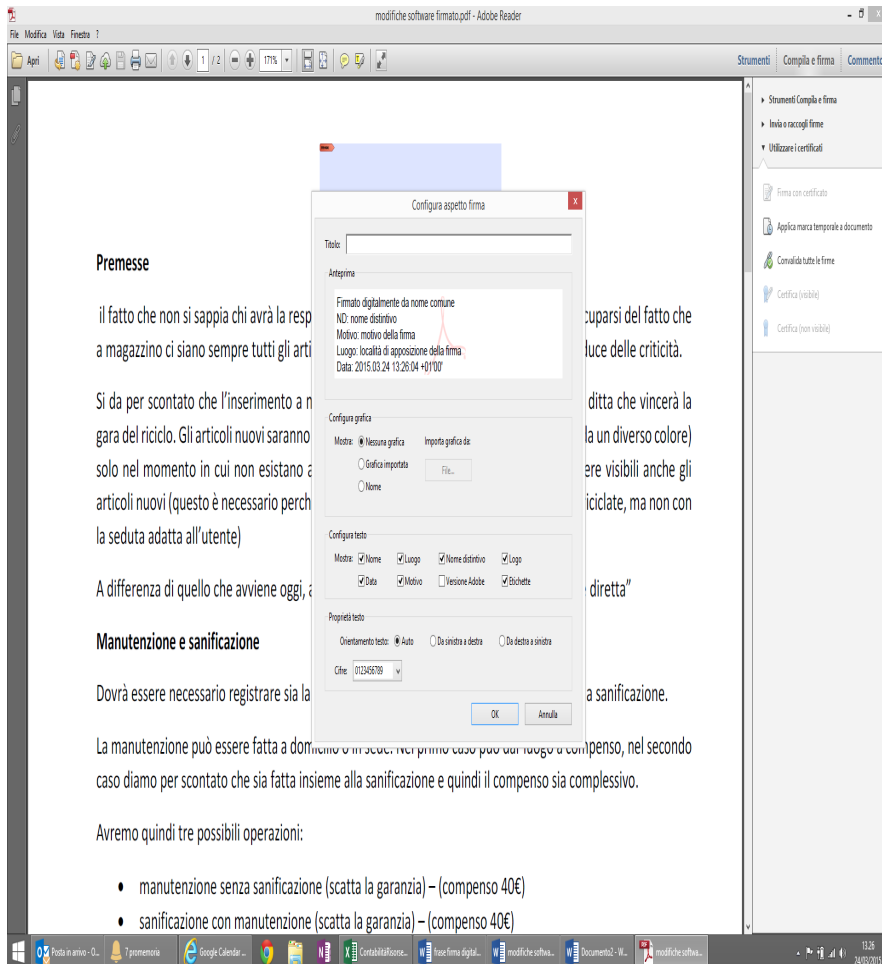 modifiche software firmato.pdf - Adobe Reader
File Modifica Vista Finestra ?
Apri 1 / 2 171% Strumenti Compila e firma Commento
Strumenti Compila e firma
Invia o raccogli firme
Utilizzare i certificati
Firma con certificato
Applica marca temporale a documento
Convalida tutte le firme
Certifica (visibile)
Certifica (non visibile)
Configura aspetto firma
Titolo:
Anteprima
Firmato digitalmente da nome comune
ND: nome distintivo
Motivo: motivo della firma
Luogo: località di apposizione della firma
Data: 2015.03.24 13:26:04 +01'00'
Configura grafica
Mostra: Nessuna grafica Importa grafica da:
Grafica importata File...
Nome
Configura testo
Mostra: Nome Luogo Nome distintivo Logo
Data Motivo Versione Adobe Etichette
Proprietà testo
Orientamento testo: Auto Da sinistra a destra Da destra a sinistra
Cifre: 0123456789
OK Annulla
Premesse
il fatto che non si sappia chi avrà la resp cuparsi del fatto che
a magazzino ci siano sempre tutti gli arti duce delle criticità.
Si da per scontato che l'inserimento a m ditta che vincerà la
gara del riciclo. Gli articoli nuovi saranno la un diverso colore)
solo nel momento in cui non esistano a ere visibili anche gli
articoli nuovi (questo è necessario perch iciclate, ma non con
la seduta adatta all'utente)
A differenza di quello che avviene oggi, a diretta"
Manutenzione e sanificazione
Dovrà essere necessario registrare sia la a sanificazione.
La manutenzione può essere fatta a domicilio o in sede. Nel primo caso può dar luogo a compenso, nel secondo
caso diamo per scontato che sia fatta insieme alla sanificazione e quindi il compenso sia complessivo.
Avremo quindi tre possibili operazioni:
• manutenzione senza sanificazione (scatta la garanzia) – (compenso 40€)
• sanificazione con manutenzione (scatta la garanzia) – (compenso 40€)
Posta in arrivo - O... 7 promemoria Google Calendar ... ContabilitàRisorse... frase firma digital... modifiche softwa... Documento2 - W... modifiche softwa... 13.26
24/03/2015